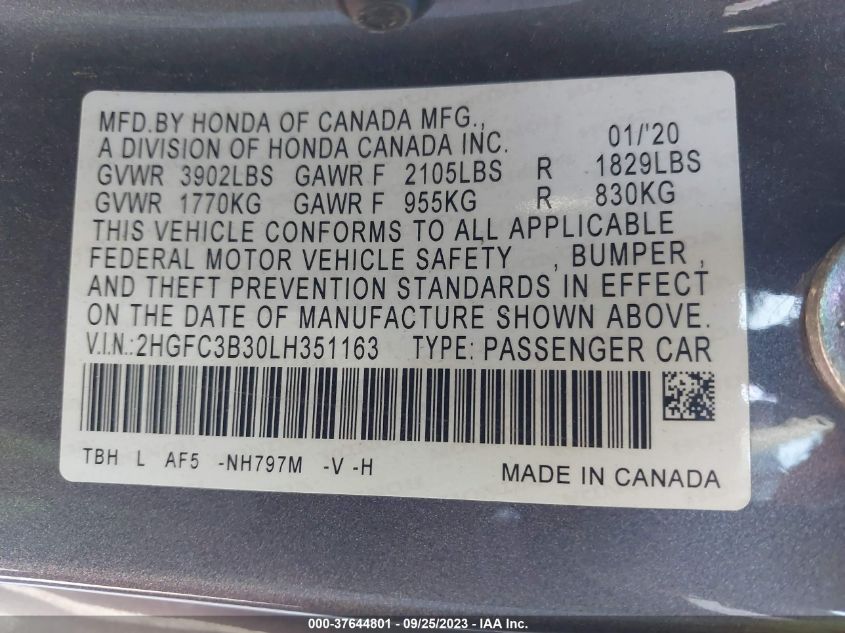 MFD.BY HONDA OF CANADA MFG.,
A DIVISION OF HONDA CANADA INC. 01/'20
GVWR 3902LBS GAWR F 2105LBS R 1829LBS
GVWR 1770KG GAWR F 955KG R 830KG
THIS VEHICLE CONFORMS TO ALL APPLICABLE
FEDERAL MOTOR VEHICLE SAFETY , BUMPER ,
AND THEFT PREVENTION STANDARDS IN EFFECT
ON THE DATE OF MANUFACTURE SHOWN ABOVE.
V.I.N.:2HGFC3B30LH351163 TYPE: PASSENGER CAR
TBH L AF5 -NH797M -V -H MADE IN CANADA
000-37644801 - 09/25/2023 - IAA Inc.